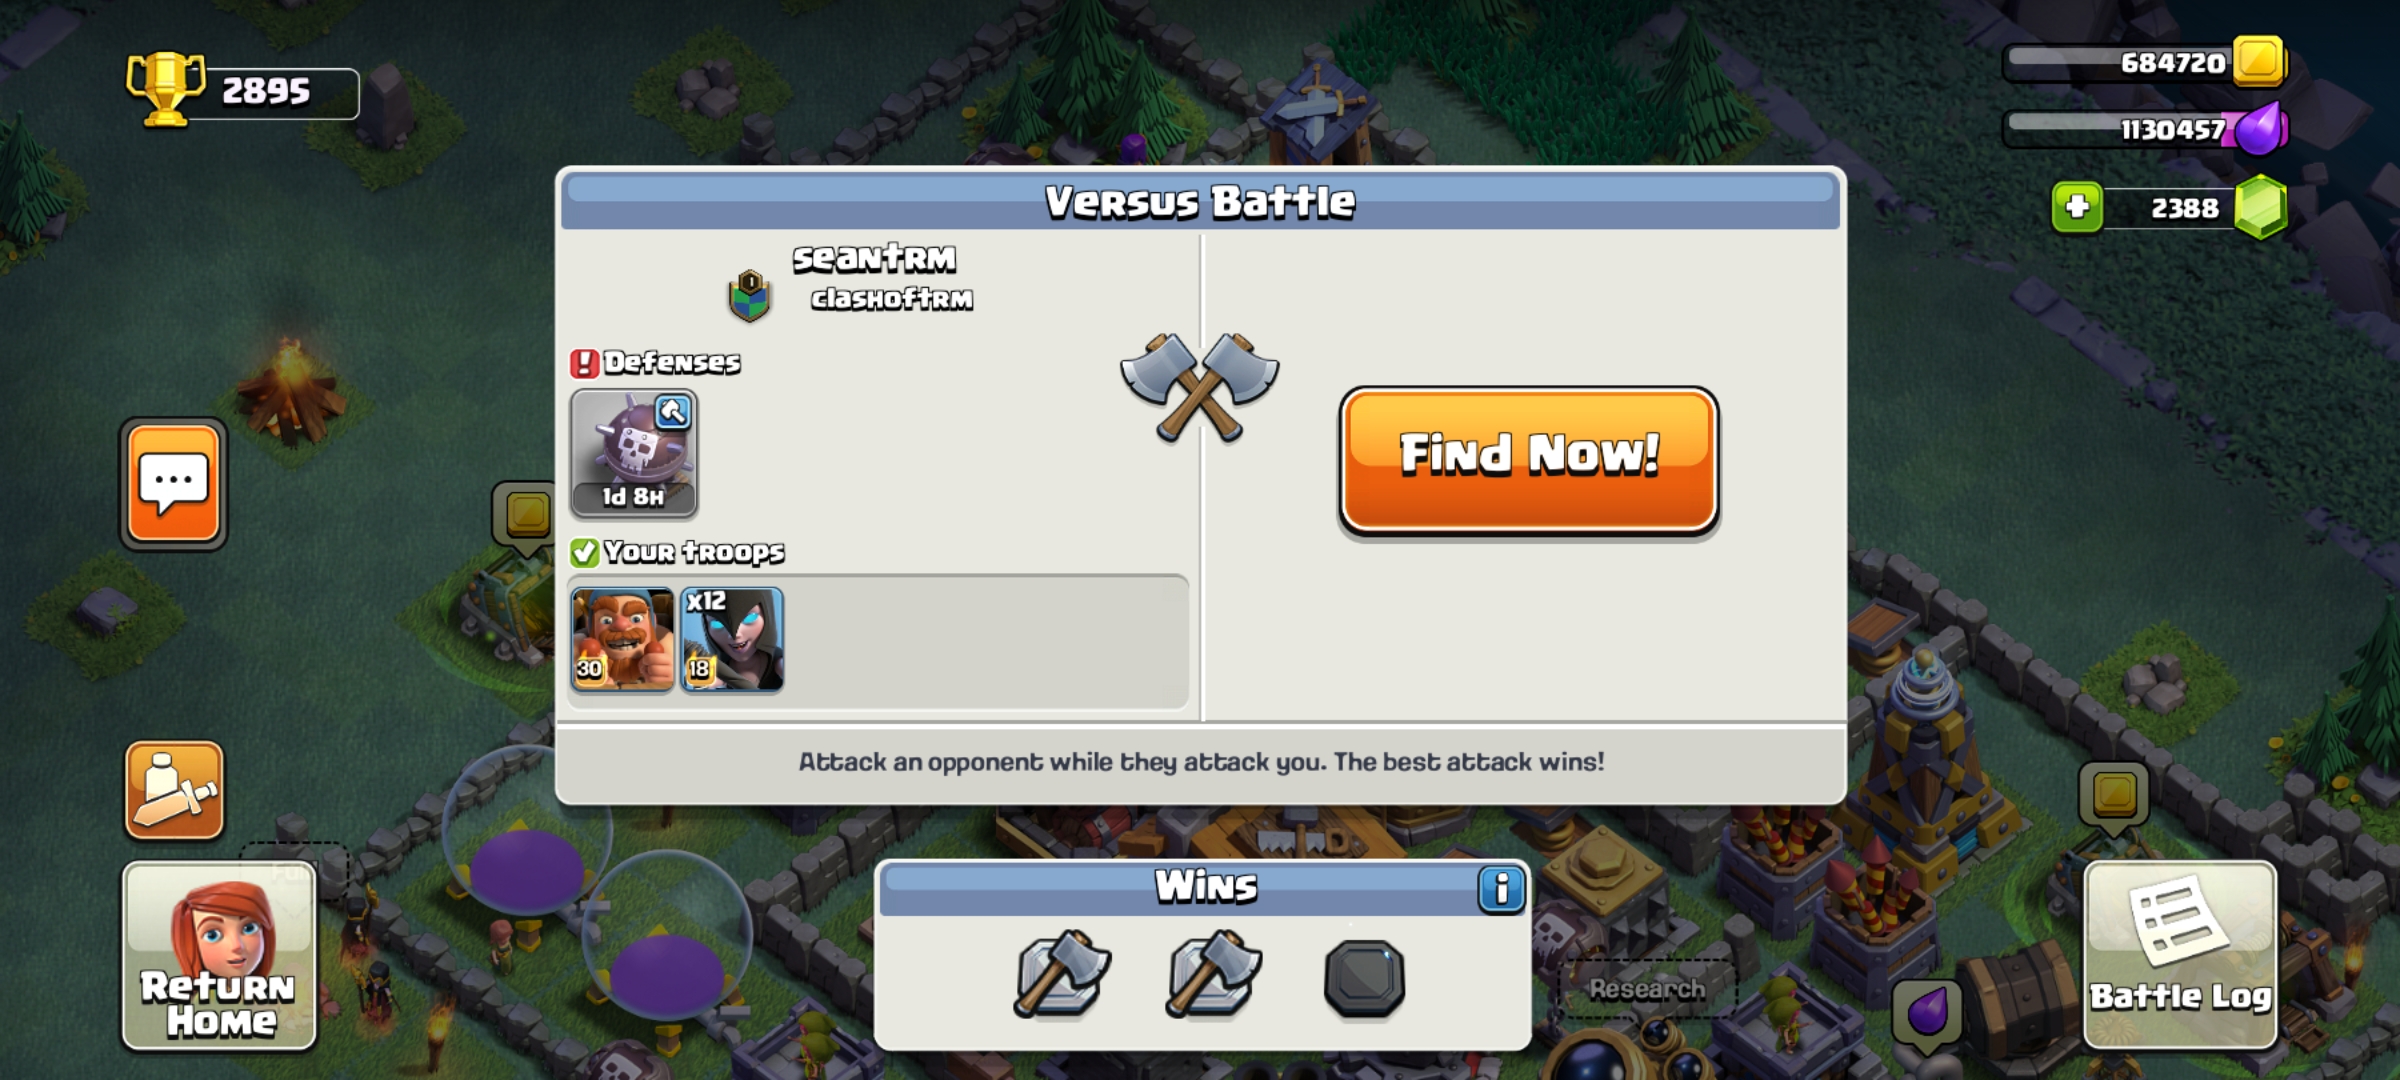 2895
684720
1130457
2388
Versus Battle
seantrm
clashoftrm
Defenses
1d 8H
Your troops
30
x12
18
Find Now!
Attack an opponent while they attack you. The best attack wins!
Wins
i
Return
Home
Research
Battle Log